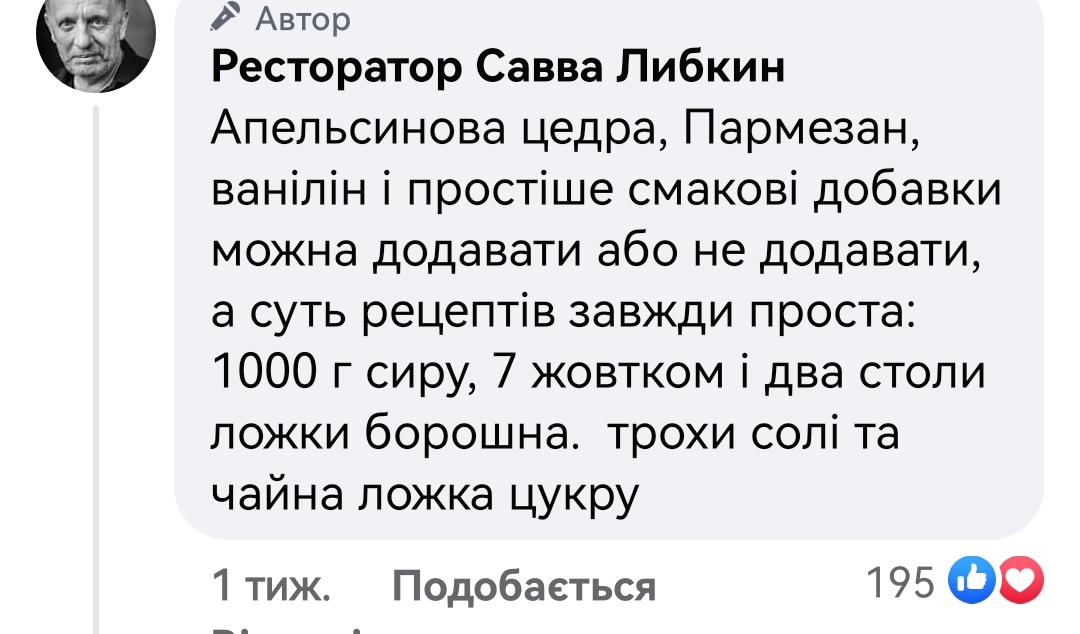 Автор
Ресторатор Савва Либкин
Апельсинова цедра, Пармезан,
ванілін і простіше смакові добавки
можна додавати або не додавати,
а суть рецептів завжди проста:
1000 г сиру, 7 жовтком і два столи
ложки борошна.  трохи солі та
чайна ложка цукру
1 тиж. Подобається 195